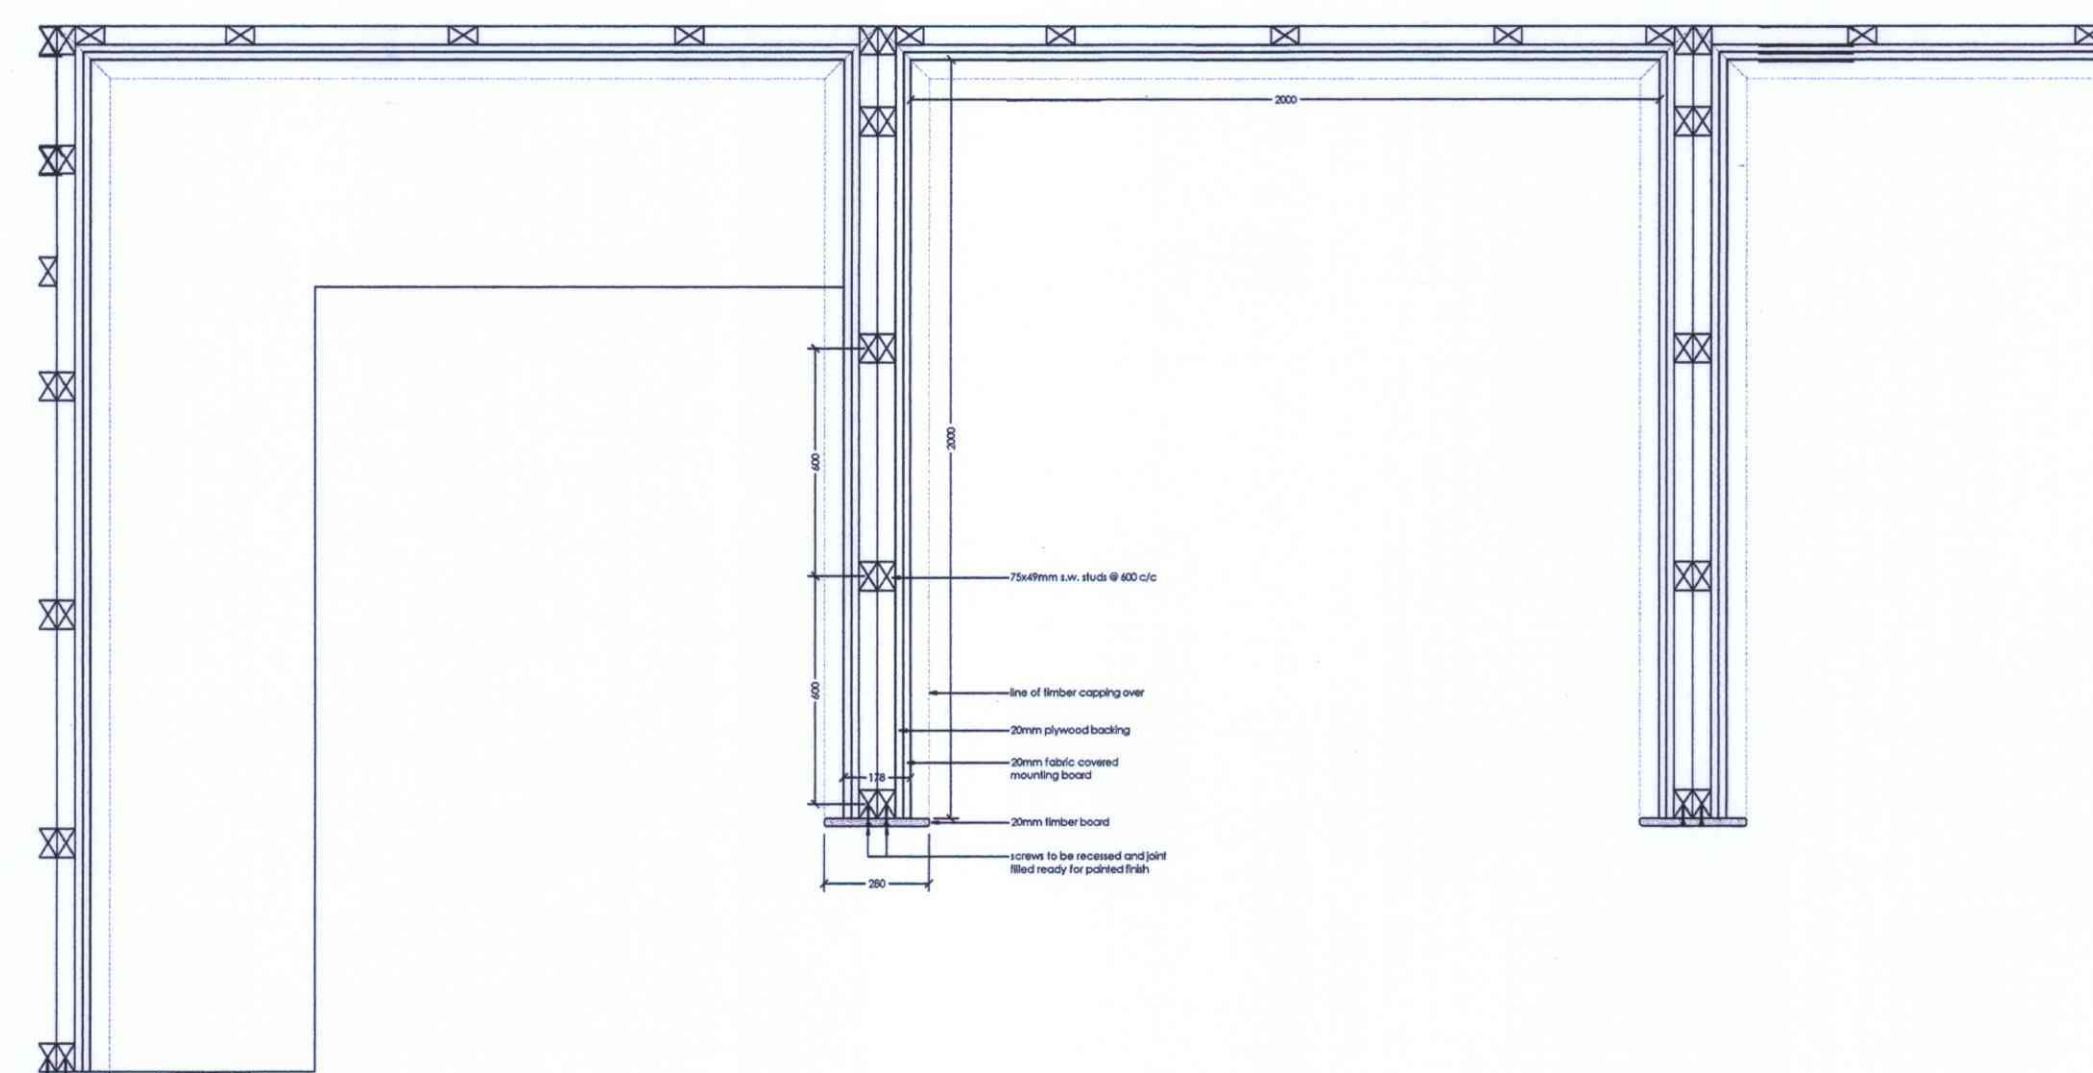 2000
600
2000
75x49mm s.w. studs @ 600 c/c
600
line of timber capping over
20mm plywood backing
20mm fabric covered
mounting board
178
20mm timber board
screws to be recessed and joint
filled ready for painted finish
280